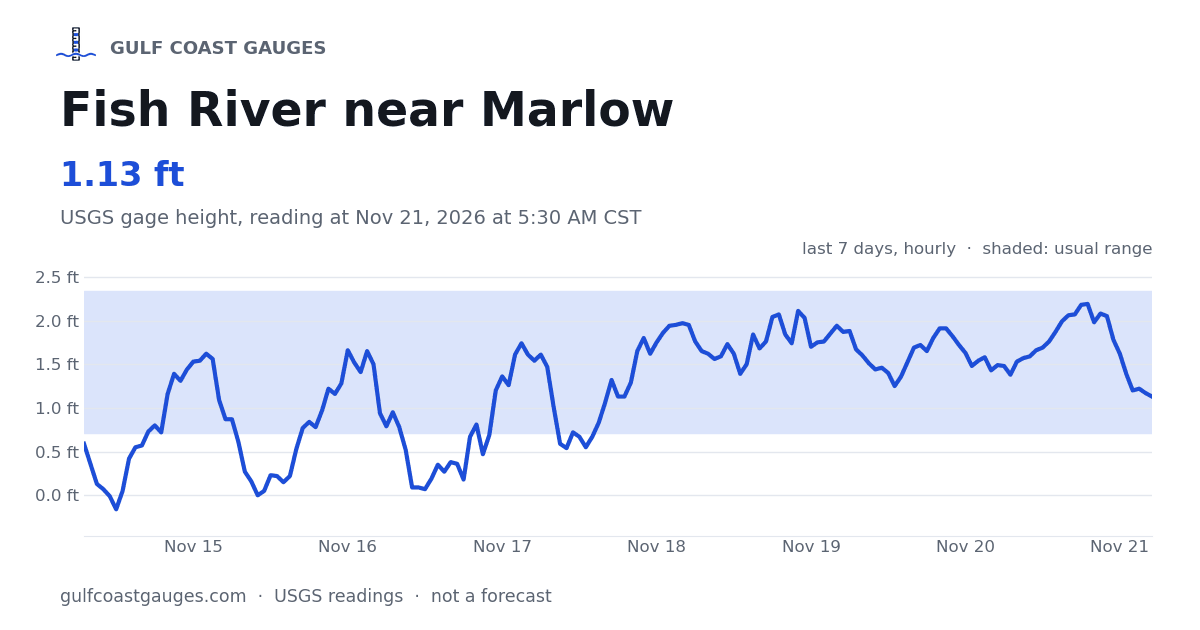 GULF COAST GAUGES
Fish River near Marlow
1.13 ft
USGS gage height, reading at Nov 21, 2026 at 5:30 AM CST
last 7 days, hourly · shaded: usual range
2.5 ft
2.0 ft
1.5 ft
1.0 ft
0.5 ft
0.0 ft
Nov 15 Nov 16 Nov 17 Nov 18 Nov 19 Nov 20 Nov 21
gulfcoastgauges.com · USGS readings · not a forecast